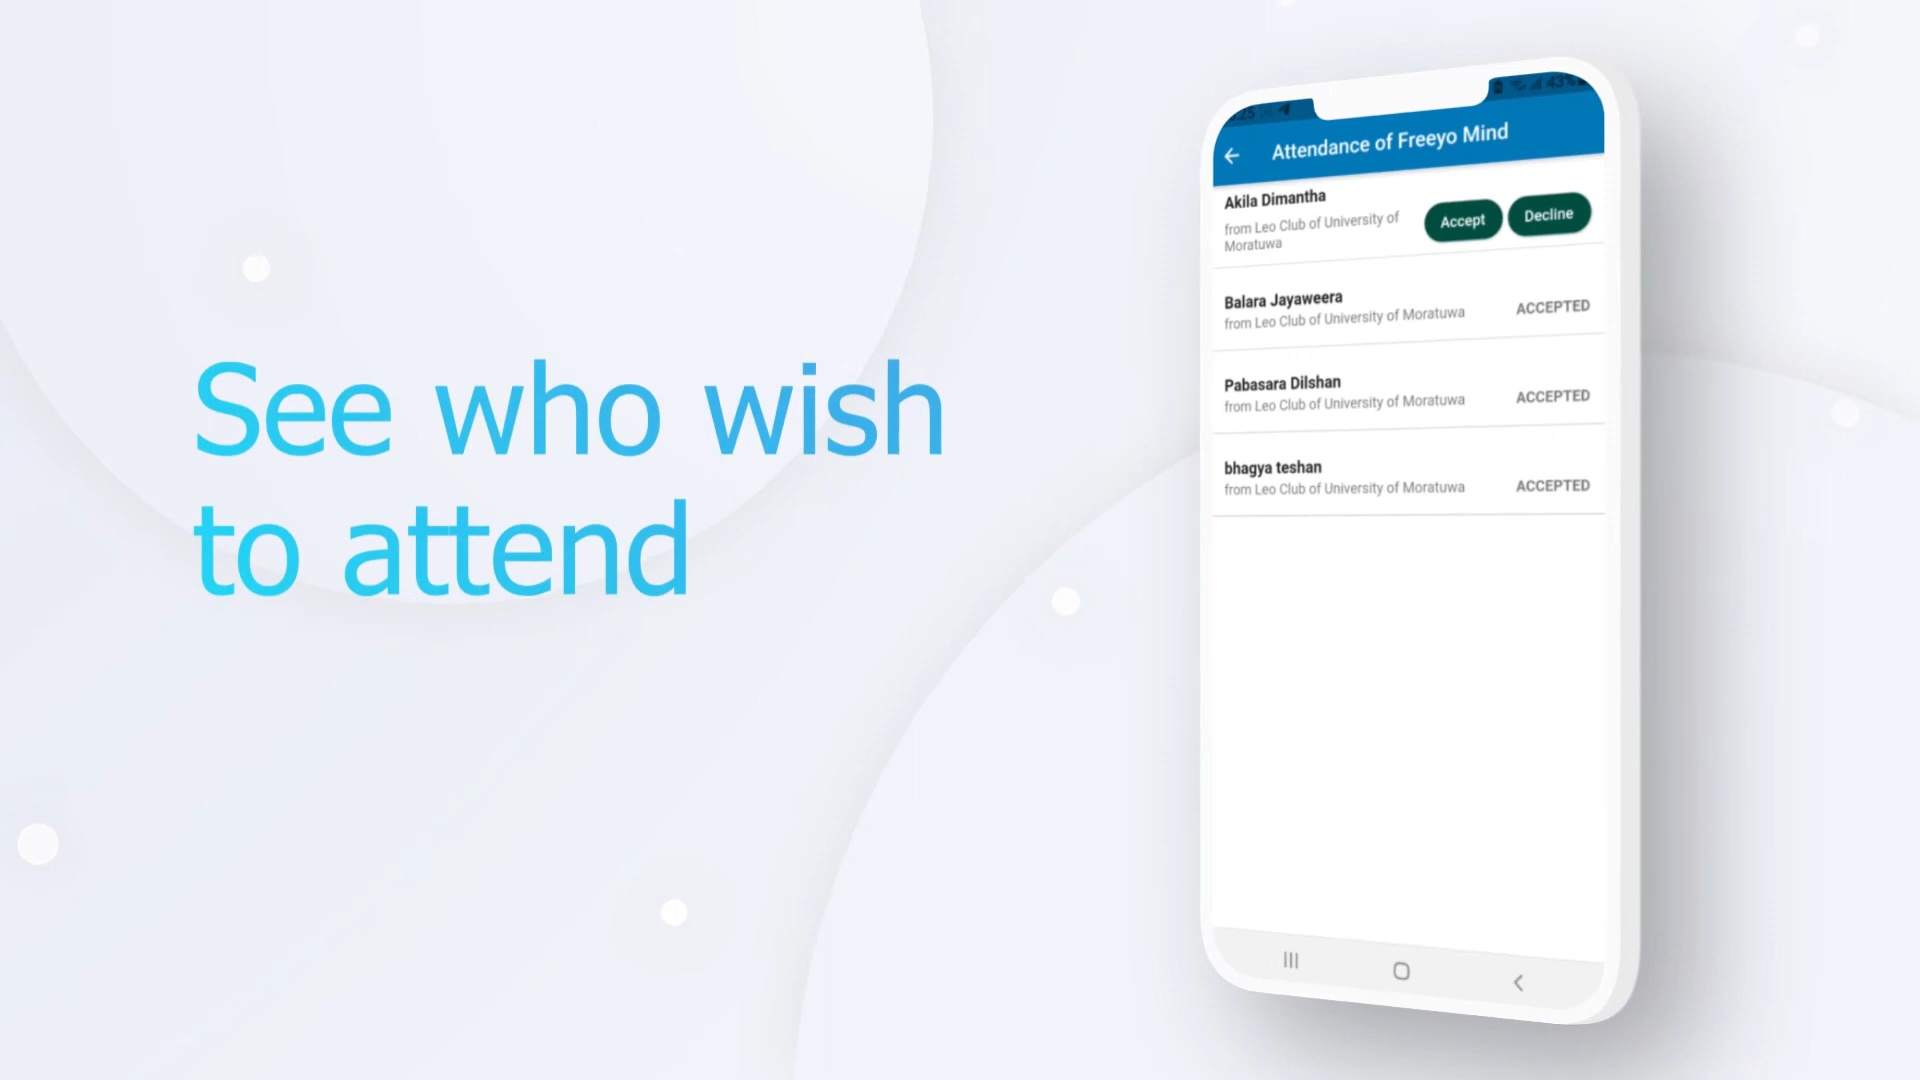 See who wish
to attend
43%
Attendance of Freeyo Mind
Akila Dimantha
from Leo Club of University of
Moratuwa
Accept
Decline
Balara Jayaweera
from Leo Club of University of Moratuwa
ACCEPTED
Pabasara Dilshan
from Leo Club of University of Moratuwa
ACCEPTED
bhagya teshan
from Leo Club of University of Moratuwa
ACCEPTED